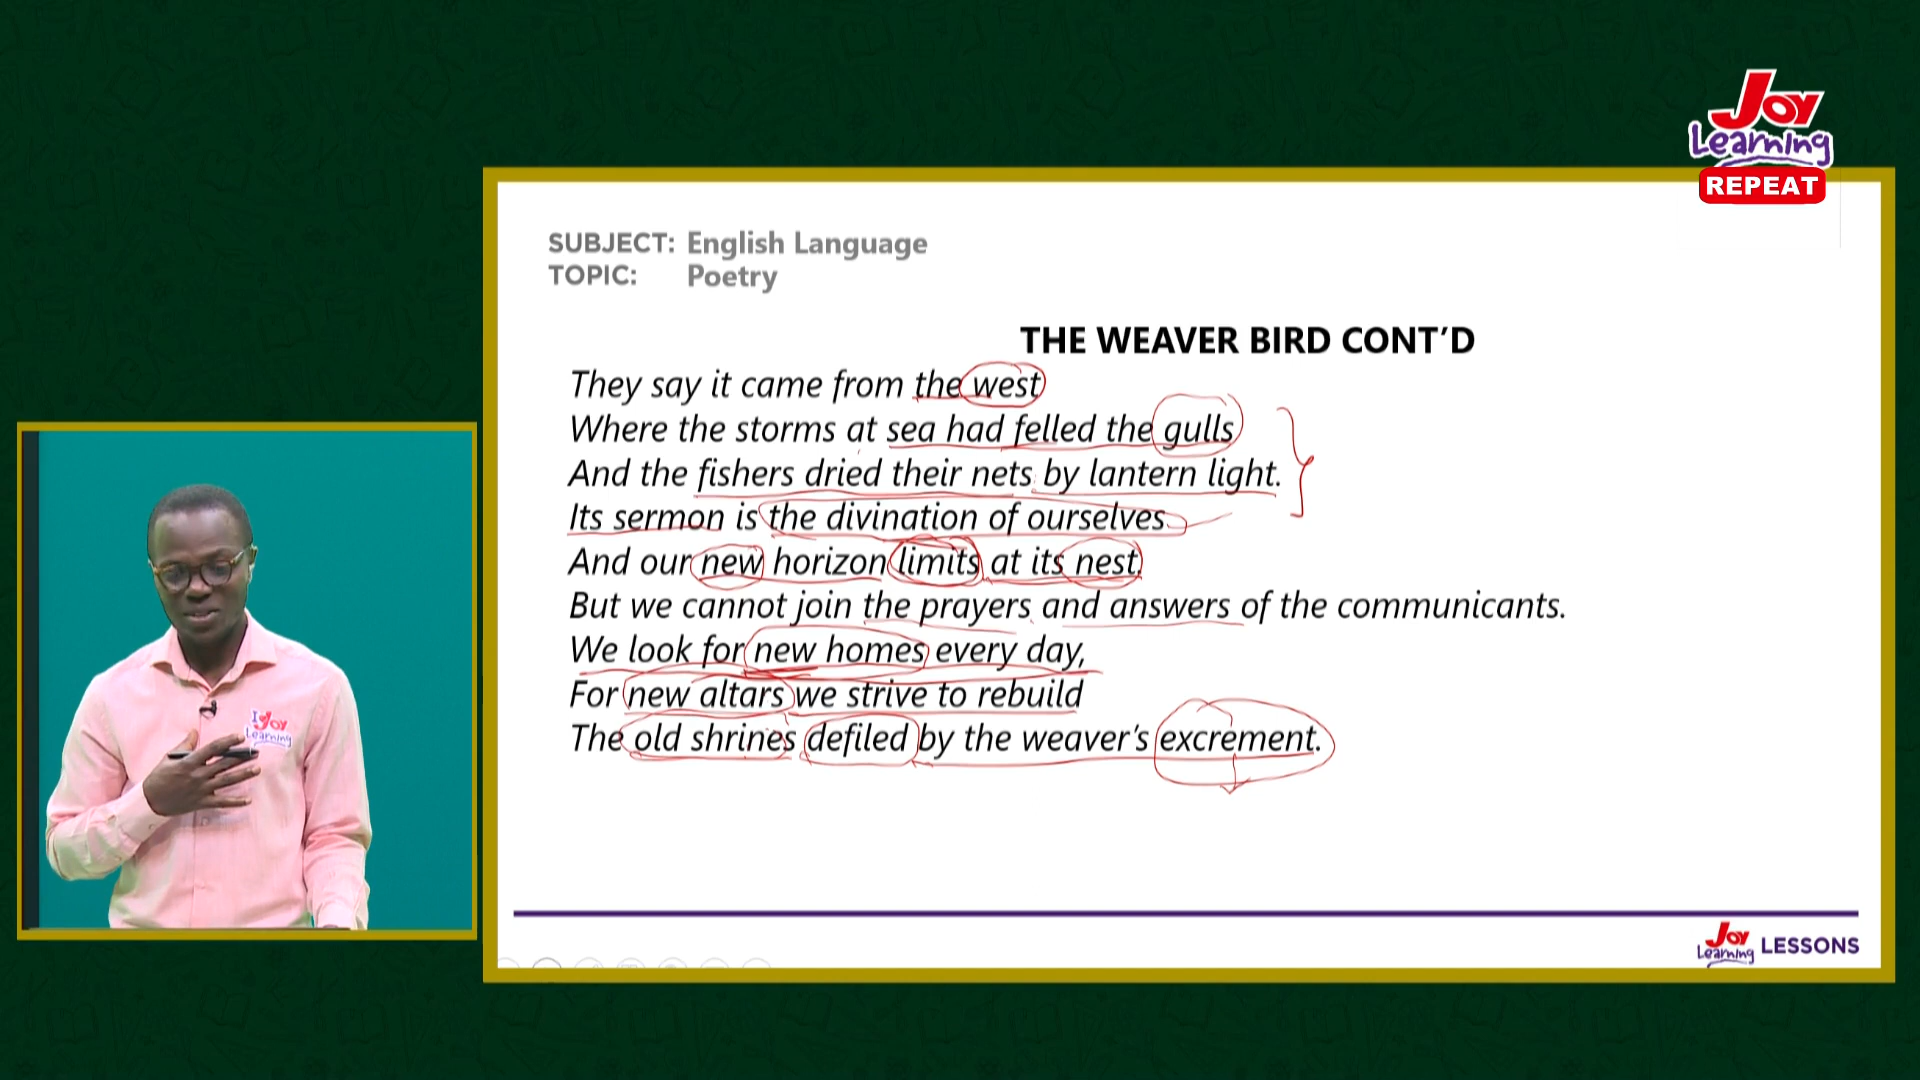 Joy
Learning
REPEAT
SUBJECT: English Language
TOPIC: Poetry
THE WEAVER BIRD CONT’D
They say it came from the west
Where the storms at sea had felled the gulls
And the fishers dried their nets by lantern light.
Its sermon is the divination of ourselves
And our new horizon limits at its nest.
But we cannot join the prayers and answers of the communicants.
We look for new homes every day,
For new altars we strive to rebuild
The old shrines defiled by the weaver’s excrement.
Joy
Learning
Joy
Learning LESSONS